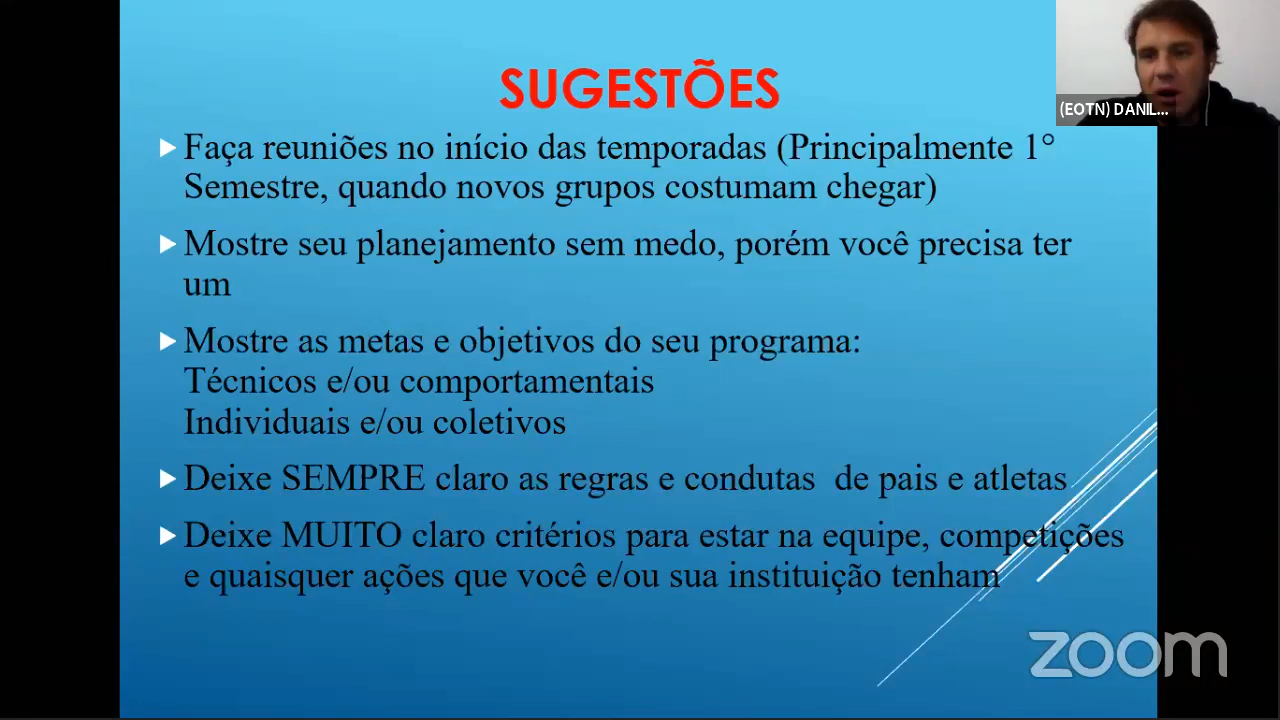 SUGESTÕES
(EOTN) DANIL...
Faça reuniões no início das temporadas (Principalmente 1°
Semestre, quando novos grupos costumam chegar)
Mostre seu planejamento sem medo, porém você precisa ter
um
Mostre as metas e objetivos do seu programa:
Técnicos e/ou comportamentais
Individuais e/ou coletivos
Deixe SEMPRE claro as regras e condutas  de pais e atletas
Deixe MUITO claro critérios para estar na equipe, competições
e quaisquer ações que você e/ou sua instituição tenham
zoom